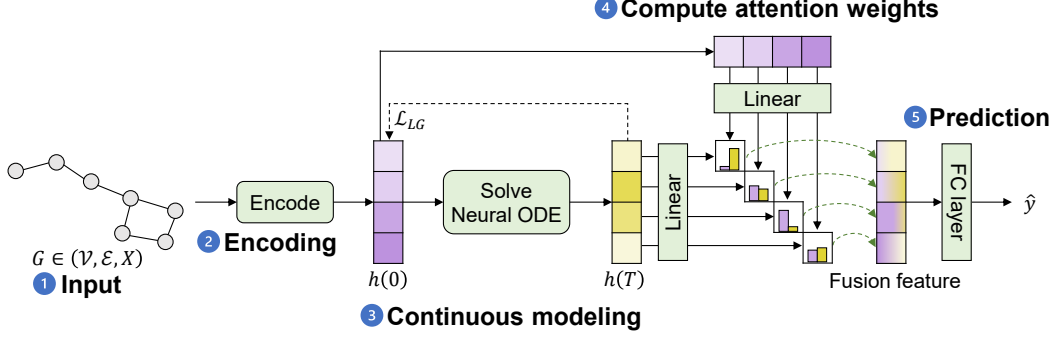 4 Compute attention weights
Linear
ℒ_LG
5 Prediction
Encode
Solve
Neural ODE
Linear
FC layer
ŷ
2 Encoding
G ∈ (𝒱, ℰ, X)
1 Input
h(0)
h(T)
Fusion feature
3 Continuous modeling